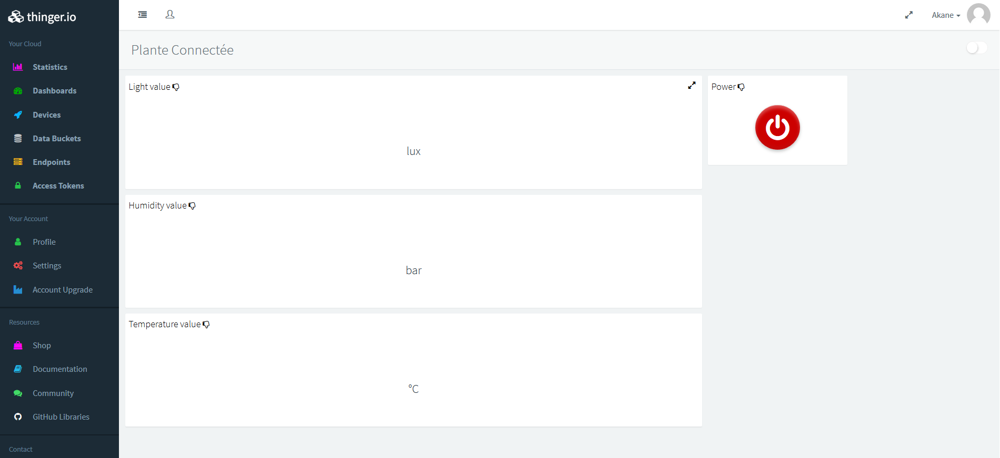 thinger.io
Your Cloud
Statistics
Dashboards
Devices
Data Buckets
Endpoints
Access Tokens
Your Account
Profile
Settings
Account Upgrade
Resources
Shop
Documentation
Community
GitHub Libraries
Contact
Akane
Plante Connectée
Light value
lux
Power
Humidity value
bar
Temperature value
°C